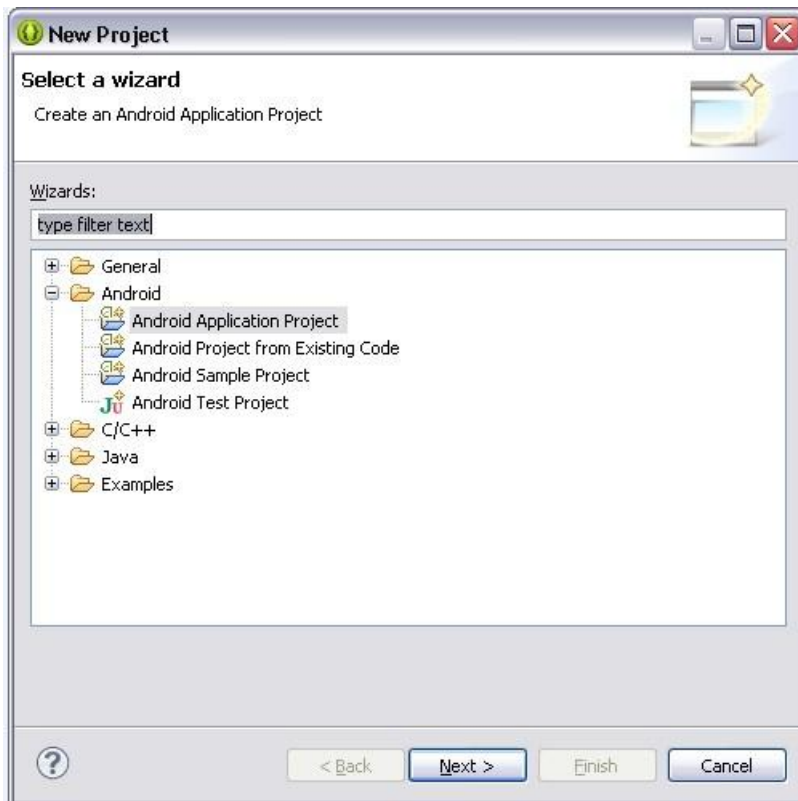 New Project
Select a wizard
Create an Android Application Project
Wizards:
type filter text
General
Android
Android Application Project
Android Project from Existing Code
Android Sample Project
Ju Android Test Project
C/C++
Java
Examples
?
< Back Next > Finish Cancel